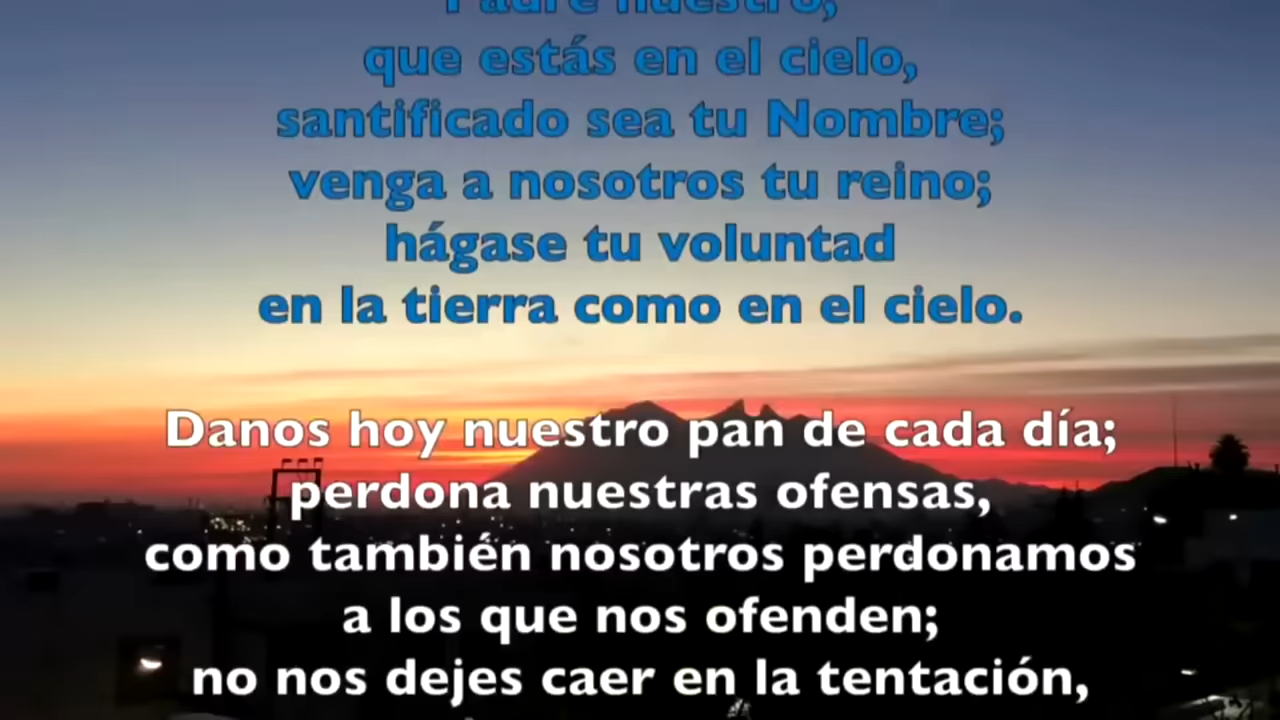 Padre nuestro,
que estás en el cielo,
santificado sea tu Nombre;
venga a nosotros tu reino;
hágase tu voluntad
en la tierra como en el cielo.
Danos hoy nuestro pan de cada día;
perdona nuestras ofensas,
como también nosotros perdonamos
a los que nos ofenden;
no nos dejes caer en la tentación,